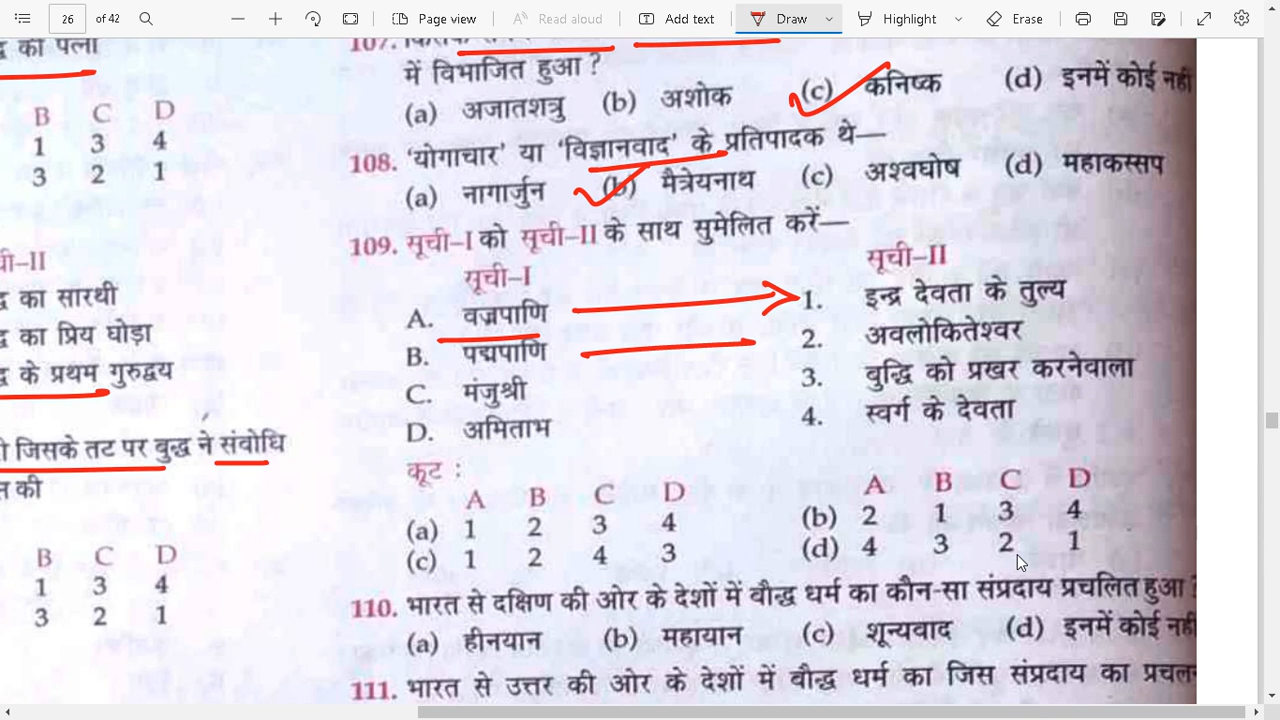 26 of 42 Page view Read aloud Add text Draw Highlight Erase
द्ध का पला
B C D
1 3 4
3 2 1
ची–II
द्ध का सारथी
द्ध का प्रिय घोड़ा
द्ध के प्रथम गुरुद्वय
जिसके तट पर बुद्ध ने संवोधि
की
B C D
1 3 4
3 2 1
107.
में विभाजित हुआ ?
(a) अजातशत्रु (b) अशोक (c) कनिष्क (d) इनमें कोई नही
108. ‘योगाचार’ या ‘विज्ञानवाद’ के प्रतिपादक थे—
(a) नागार्जुन (b) मैत्रेयनाथ (c) अश्वघोष (d) महाकस्सप
109. सूची–I को सूची–II के साथ सुमेलित करें—
सूची–I सूची–II
A. वज्रपाणि 1. इन्द्र देवता के तुल्य
B. पद्मपाणि 2. अवलोकितेश्वर
C. मंजुश्री 3. बुद्धि को प्रखर करनेवाला
D. अमिताभ 4. स्वर्ग के देवता
कूट :
A B C D A B C D
(a) 1 2 3 4 (b) 2 1 3 4
(c) 1 2 4 3 (d) 4 3 2 1
110. भारत से दक्षिण की ओर के देशों में बौद्ध धर्म का कौन-सा संप्रदाय प्रचलित हुआ ?
(a) हीनयान (b) महायान (c) शून्यवाद (d) इनमें कोई नही
111. भारत से उत्तर की ओर के देशों में बौद्ध धर्म का जिस संप्रदाय का प्रचल